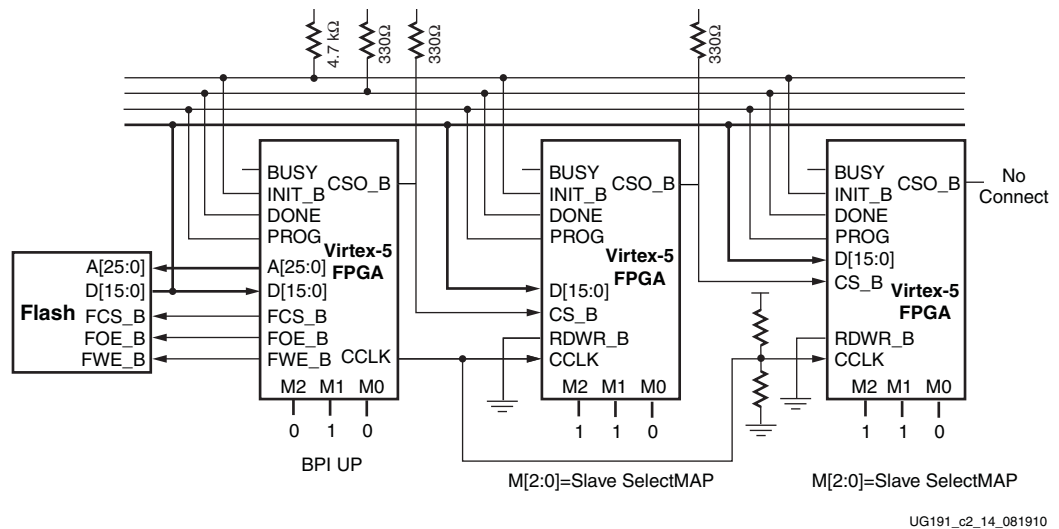 4.7 kΩ
330Ω
330Ω
330Ω
BUSY
INIT_B
DONE
PROG
A[25:0]
D[15:0]
FCS_B
FOE_B
FWE_B
CSO_B
Virtex-5
FPGA
CCLK
M2 M1 M0
0 1 0
BPI UP
Flash
A[25:0]
D[15:0]
FCS_B
FOE_B
FWE_B
BUSY
INIT_B
DONE
PROG
CSO_B
Virtex-5
FPGA
D[15:0]
CS_B
RDWR_B
CCLK
M2 M1 M0
1 1 0
M[2:0]=Slave SelectMAP
BUSY
INIT_B
DONE
PROG
D[15:0]
CS_B
CSO_B
No
Connect
Virtex-5
FPGA
RDWR_B
CCLK
M2 M1 M0
1 1 0
M[2:0]=Slave SelectMAP
UG191_c2_14_081910